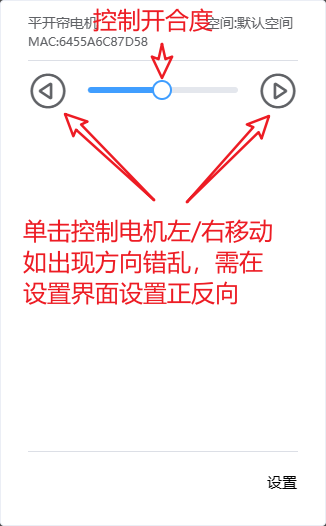 平开帘电机
控制开合度
空间:默认空间
MAC:6455A6C87D58
单击控制电机左/右移动
如出现方向错乱，需在
设置界面设置正反向
设置